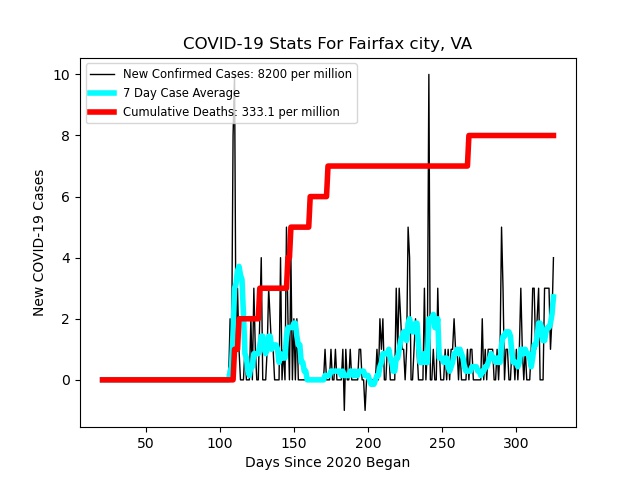 COVID-19 Stats For Fairfax city, VA
New Confirmed Cases: 8200 per million
7 Day Case Average
Cumulative Deaths: 333.1 per million
New COVID-19 Cases
10
8
6
4
2
0
50 100 150 200 250 300
Days Since 2020 Began